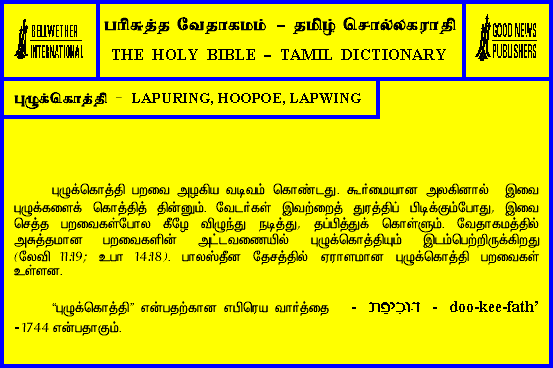 BELLWETHER
INTERNATIONAL
பரிசுத்த வேதாகமம் – தமிழ் சொல்லகராதி
THE HOLY BIBLE – TAMIL DICTIONARY
GOOD NEWS
PUBLISHERS
புழுக்கொத்தி – LAPURING, HOOPOE, LAPWING
புழுக்கொத்தி பறவை அழகிய வடிவம் கொண்டது. கூர்மையான அலகினால் இவை
புழுக்களைக் கொத்தித் தின்னும். வேடர்கள் இவற்றைத் துரத்திப் பிடிக்கும்போது, இவை
செத்த பறவைகள்போல கீழே விழுந்து நடித்து, தப்பித்துக் கொள்ளும். வேதாகமத்தில்
அசுத்தமான பறவைகளின் அட்டவணையில் புழுக்கொத்தியும் இடம்பெற்றிருக்கிறது
(லேவி 11:19; உபா 14:18). பாலஸ்தீன தேசத்தில் ஏராளமான புழுக்கொத்தி பறவைகள்
உள்ளன.
“புழுக்கொத்தி” என்பதற்கான எபிரெய வார்த்தை - - doo-kee-fath’
- 1744 என்பதாகும்.